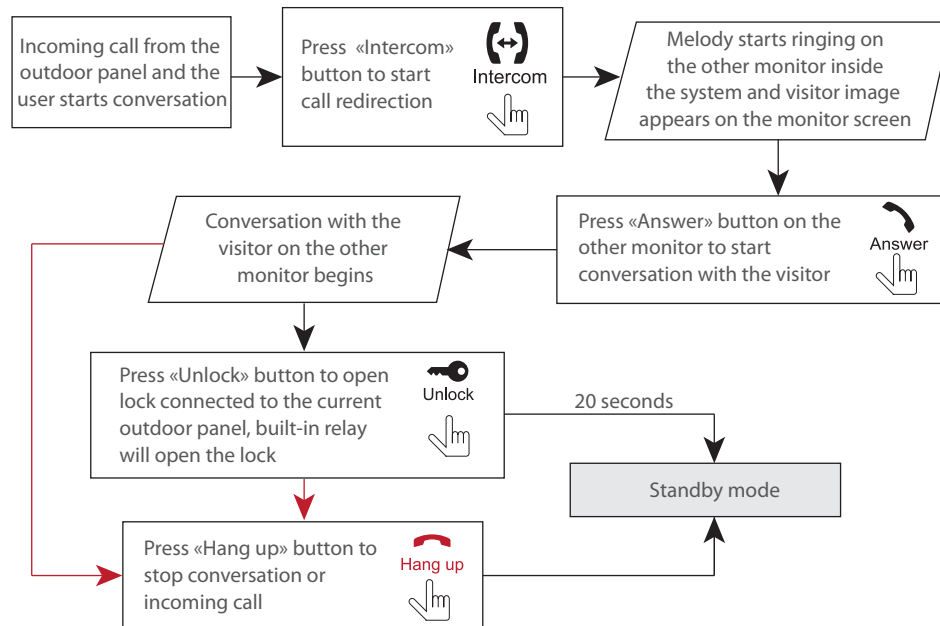 Incoming call from the
outdoor panel and the
user starts conversation
Press «Intercom»
button to start
call redirection
Intercom
Melody starts ringing on
the other monitor inside
the system and visitor image
appears on the monitor screen
Conversation with the
visitor on the other
monitor begins
Press «Answer» button on the
other monitor to start
conversation with the visitor
Answer
Press «Unlock» button to open
lock connected to the current
outdoor panel, built-in relay
will open the lock
Unlock
20 seconds
Standby mode
Press «Hang up» button to
stop conversation or
incoming call
Hang up